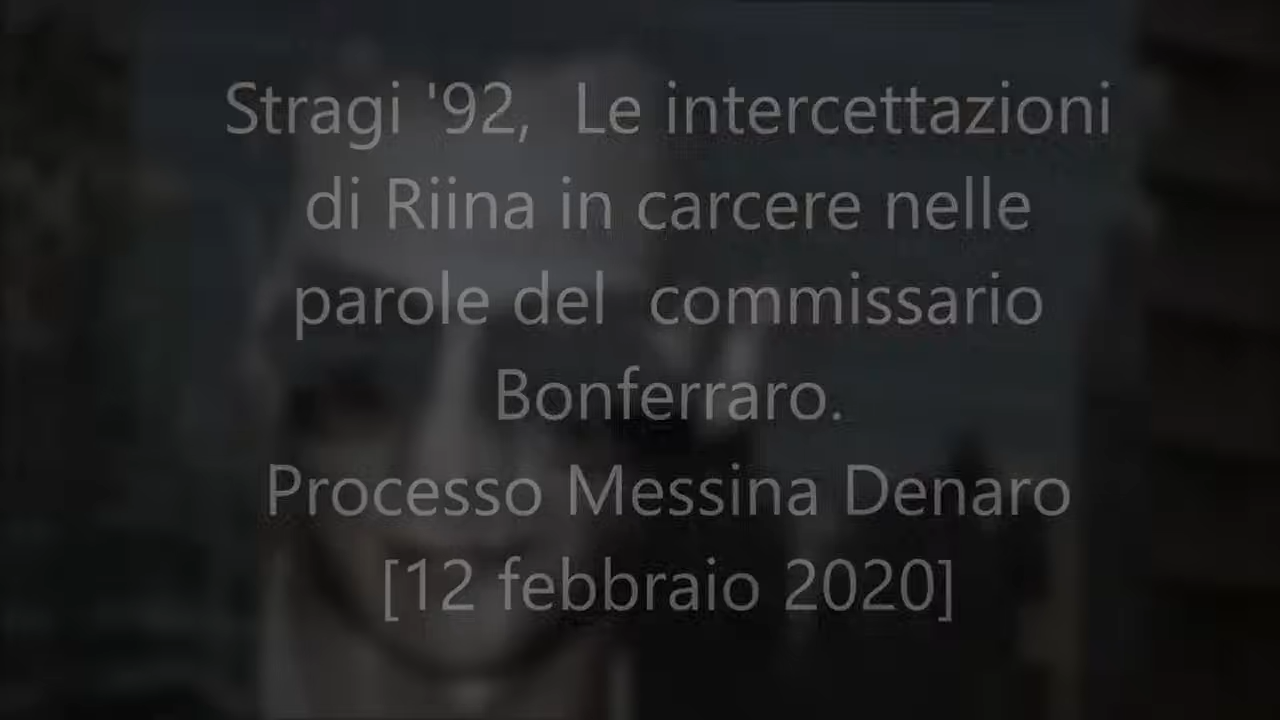 Stragi '92,  Le intercettazioni
di Riina in carcere nelle
parole del  commissario
Bonferraro.
Processo Messina Denaro
[12 febbraio 2020]